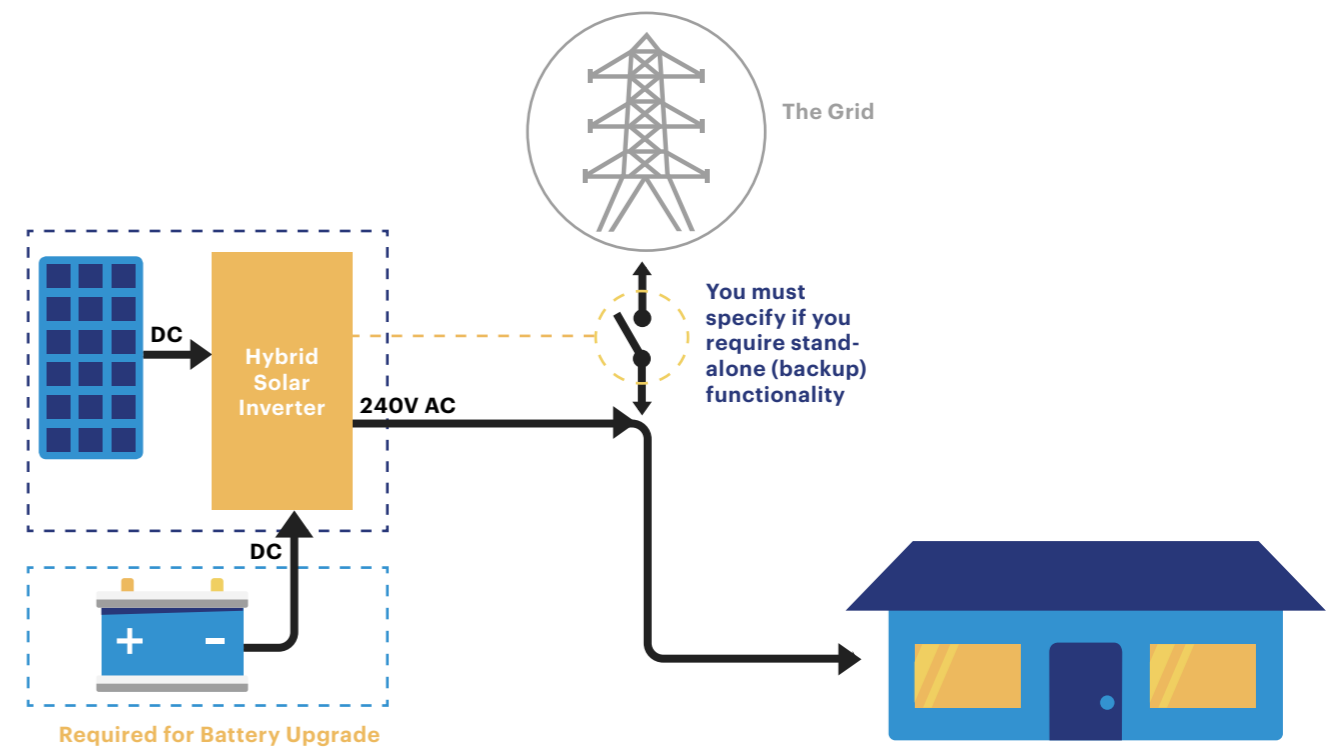 The Grid
You must
specify if you
require stand-
alone (backup)
functionality
DC
Hybrid
Solar
Inverter
240V AC
DC
+ -
Required for Battery Upgrade